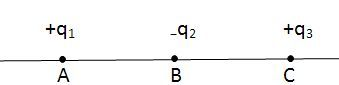 +q₁ -q₂ +q₃
A B C